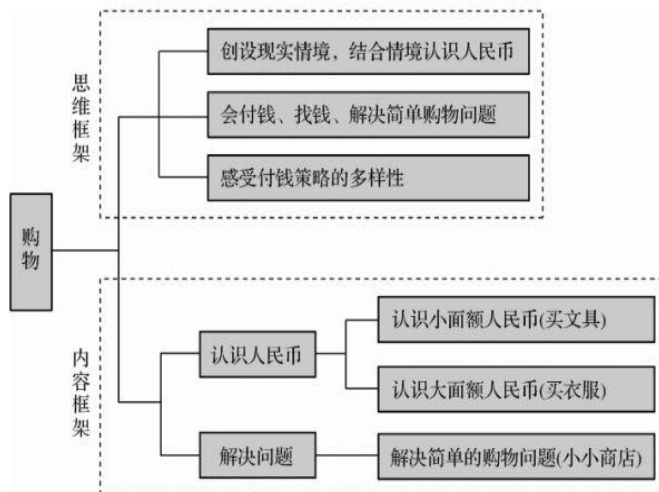 思维框架
创设现实情境，结合情境认识人民币
会付钱、找钱、解决简单购物问题
感受付钱策略的多样性
购物
内容框架
认识人民币
认识小面额人民币(买文具)
认识大面额人民币(买衣服)
解决问题
解决简单的购物问题(小小商店)